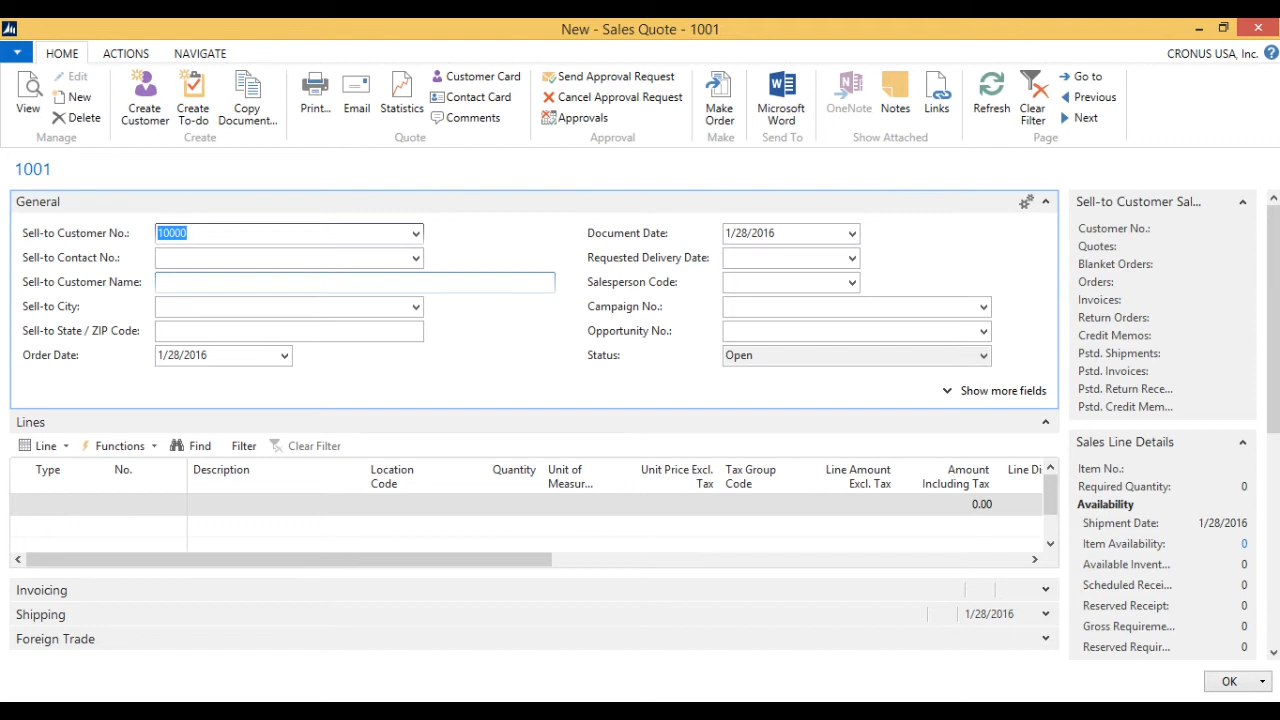 New - Sales Quote - 1001
HOME ACTIONS NAVIGATE CRONUS USA, Inc. ?
View Edit New Delete Manage
Create Customer Create To-do Copy Document... Create
Print... Email Statistics Customer Card Contact Card Comments Quote
Send Approval Request Cancel Approval Request Approvals Approval
Make Order Make
Microsoft Word Send To
OneNote Notes Links Show Attached
Refresh Clear Filter Go to Previous Next Page
1001
General
Sell-to Customer No.: 10000
Sell-to Contact No.:
Sell-to Customer Name:
Sell-to City:
Sell-to State / ZIP Code:
Order Date: 1/28/2016
Document Date: 1/28/2016
Requested Delivery Date:
Salesperson Code:
Campaign No.:
Opportunity No.:
Status: Open
Show more fields
Lines
Line Functions Find Filter Clear Filter
Type No. Description Location Code Quantity Unit of Measur... Unit Price Excl. Tax Tax Group Code Line Amount Excl. Tax Amount Including Tax Line Di
0.00
Invoicing
Shipping 1/28/2016
Foreign Trade
Sell-to Customer Sal...
Customer No.:
Quotes:
Blanket Orders:
Orders:
Invoices:
Return Orders:
Credit Memos:
Pstd. Shipments:
Pstd. Invoices:
Pstd. Return Rece...
Pstd. Credit Mem...
Sales Line Details
Item No.:
Required Quantity: 0
Availability
Shipment Date: 1/28/2016
Item Availability: 0
Available Invent... 0
Scheduled Recei... 0
Reserved Receipt: 0
Gross Requireme... 0
Reserved Requir... 0
OK